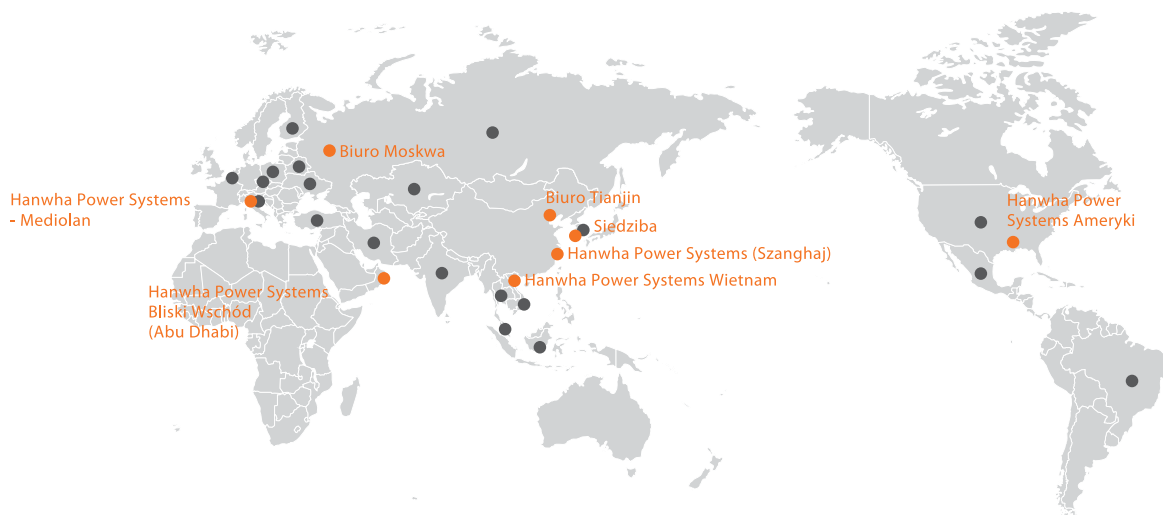 Biuro Moskwa
Hanwha Power Systems
- Mediolan
Biuro Tianjin
Siedziba
Hanwha Power Systems (Szanghaj)
Hanwha Power Systems Wietnam
Hanwha Power Systems
Bliski Wschód
(Abu Dhabi)
Hanwha Power
Systems Ameryki